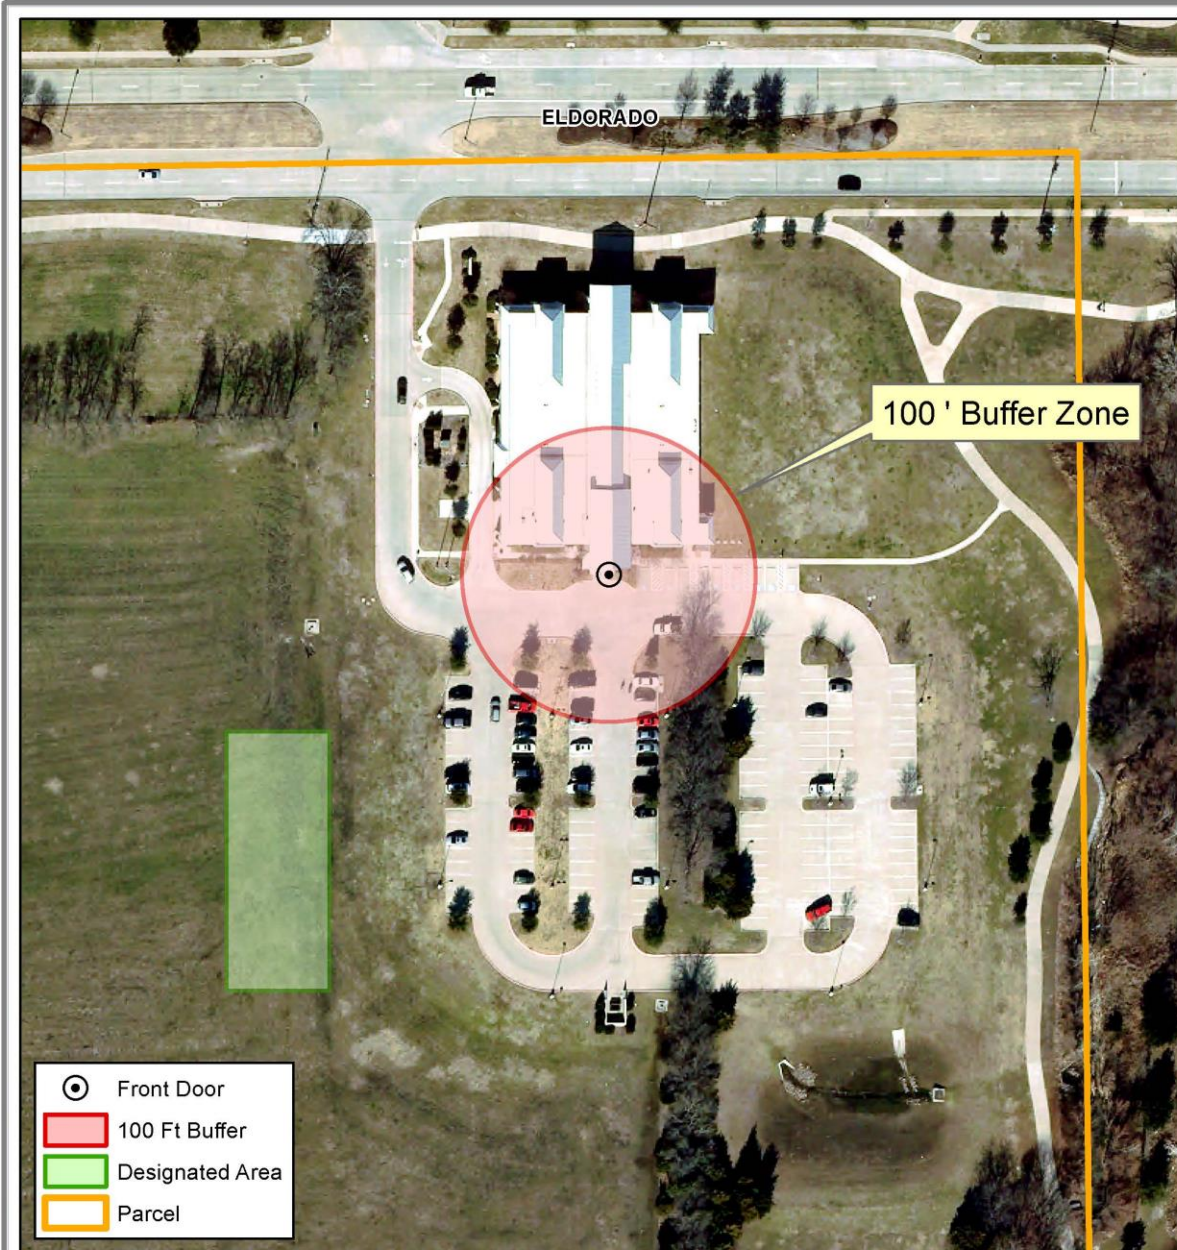 ELDORADO
100 ' Buffer Zone
Front Door
100 Ft Buffer
Designated Area
Parcel